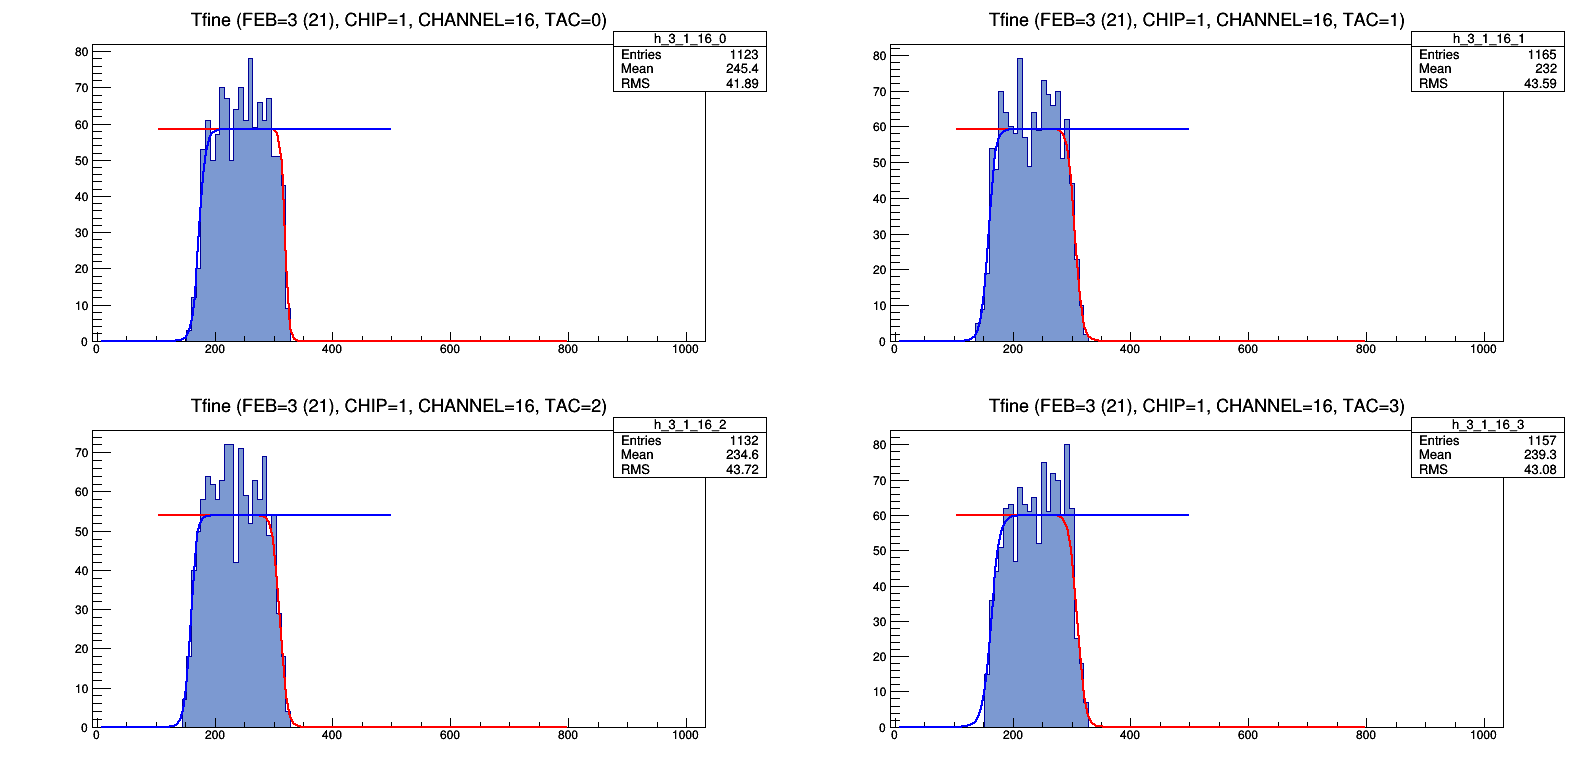 Tfine (FEB=3 (21), CHIP=1, CHANNEL=16, TAC=0)
h_3_1_16_0
Entries 1123
Mean 245.4
RMS 41.89
80
70
60
50
40
30
20
10
0
0 200 400 600 800 1000
Tfine (FEB=3 (21), CHIP=1, CHANNEL=16, TAC=1)
h_3_1_16_1
Entries 1165
Mean 232
RMS 43.59
80
70
60
50
40
30
20
10
0
0 200 400 600 800 1000
Tfine (FEB=3 (21), CHIP=1, CHANNEL=16, TAC=2)
h_3_1_16_2
Entries 1132
Mean 234.6
RMS 43.72
70
60
50
40
30
20
10
0
0 200 400 600 800 1000
Tfine (FEB=3 (21), CHIP=1, CHANNEL=16, TAC=3)
h_3_1_16_3
Entries 1157
Mean 239.3
RMS 43.08
80
70
60
50
40
30
20
10
0
0 200 400 600 800 1000